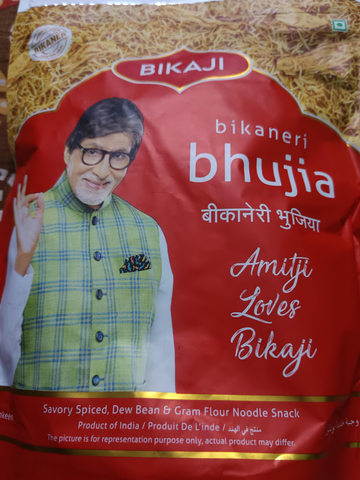 BIKANER
BIKAJI
bikaneri
bhujia
बीकानेरी भुजिया
Amitji
Loves
Bikaji
Savory Spiced, Dew Bean & Gram Flour Noodle Snack
Product of India / Produit De L'inde / منتج في الهند
The picture is for representation purpose only, actual product may differ.